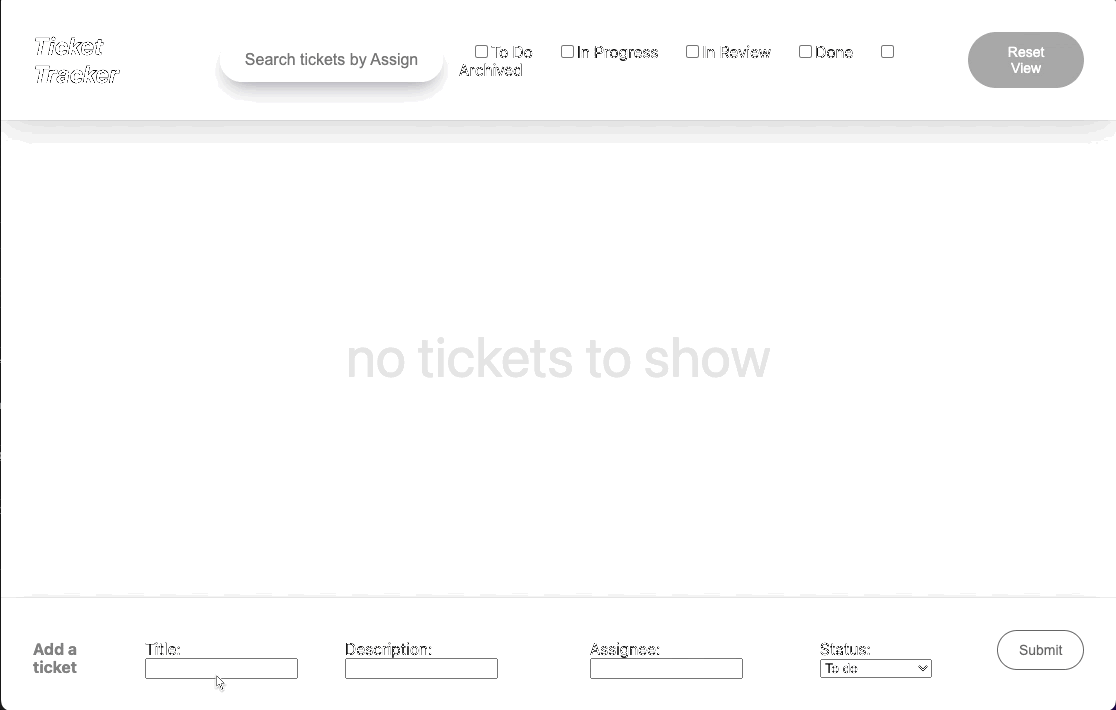 Ticket
Tracker
Search tickets by Assign
To Do In Progress In Review Done
Archived
Reset
View
no tickets to show
Add a
ticket
Title:
Description:
Assignee:
Status:
To do
Submit